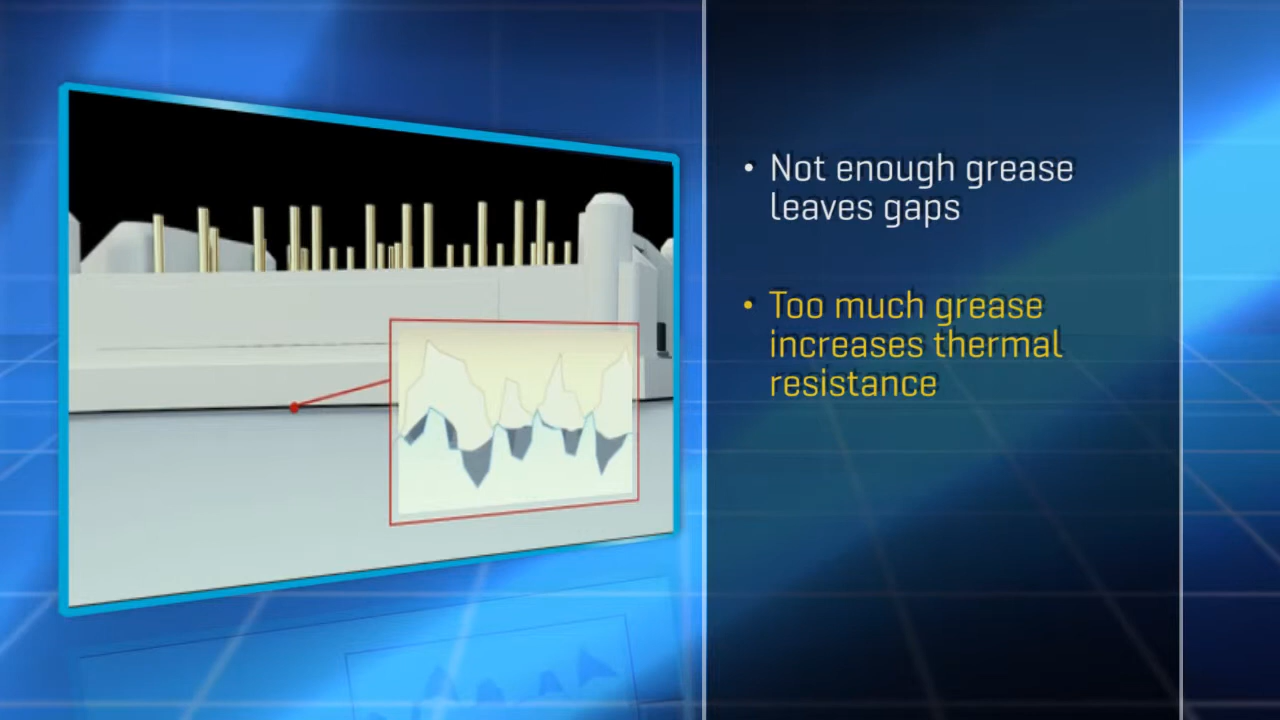 • Not enough grease
leaves gaps
• Too much grease
increases thermal
resistance